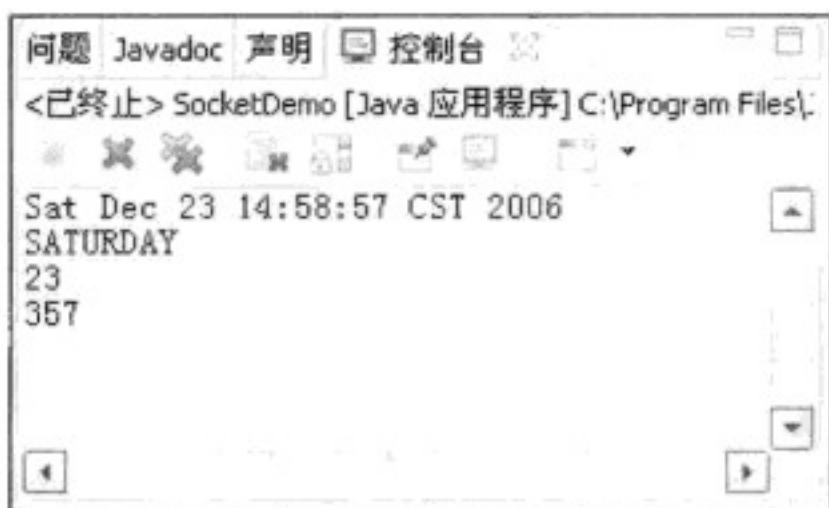 问题 Javadoc 声明 控制台
<已终止> SocketDemo [Java 应用程序] C:\Program Files\
Sat Dec 23 14:58:57 CST 2006
SATURDAY
23
357